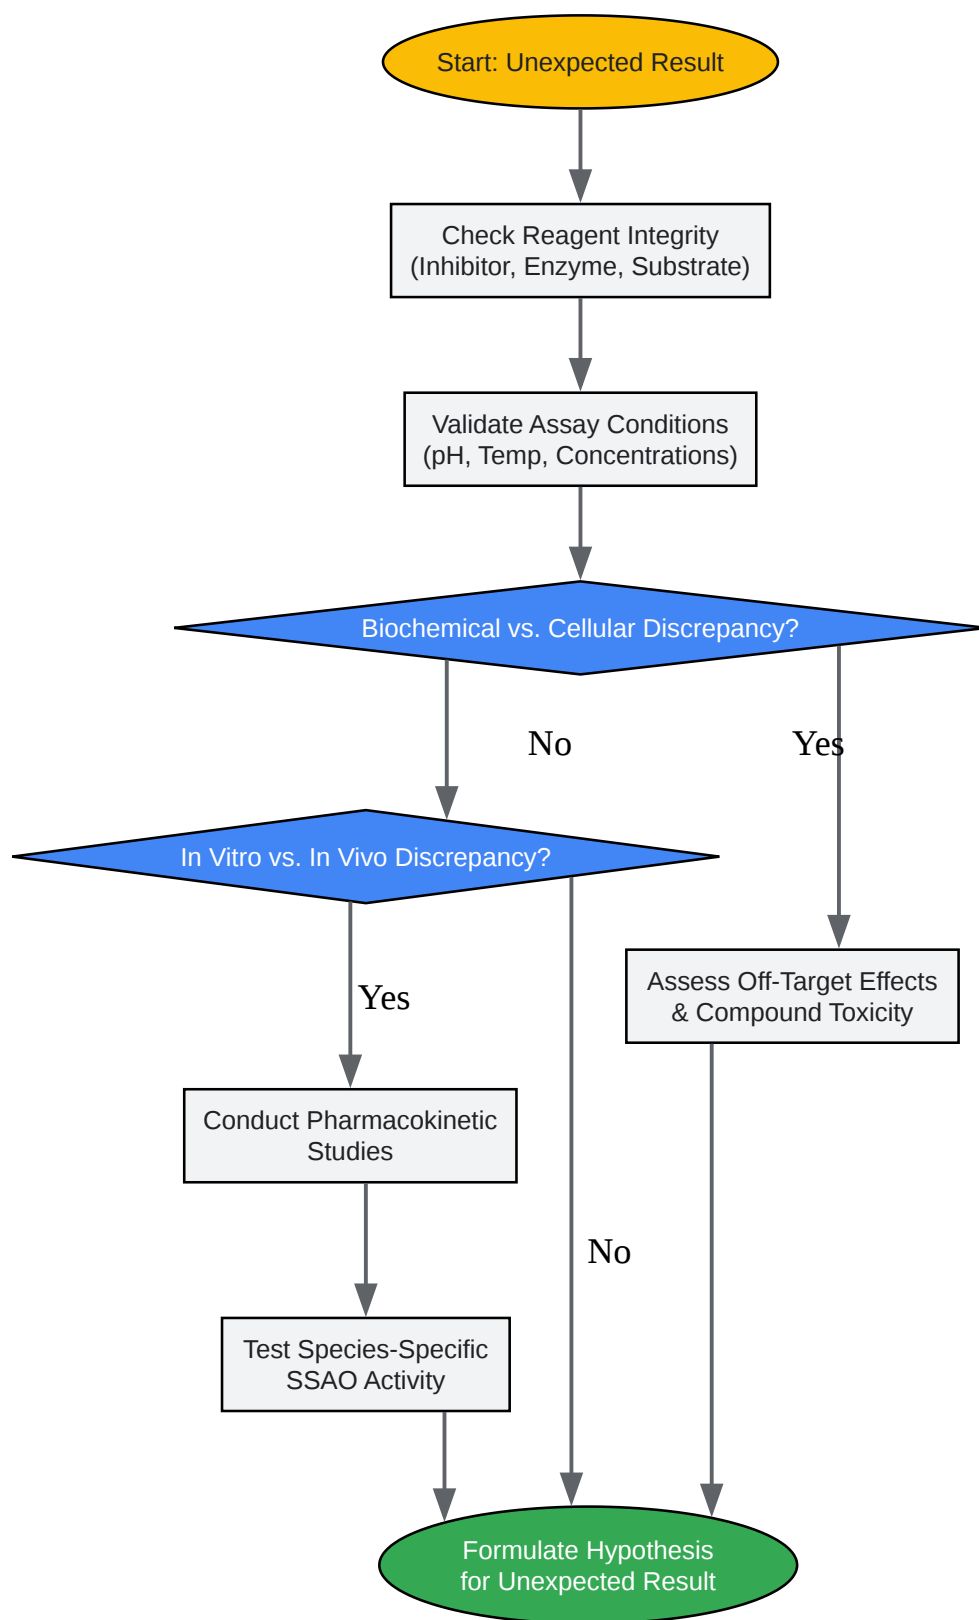 Start: Unexpected Result
Check Reagent Integrity
(Inhibitor, Enzyme, Substrate)
Validate Assay Conditions
(pH, Temp, Concentrations)
Biochemical vs. Cellular Discrepancy?
No
Yes
In Vitro vs. In Vivo Discrepancy?
Assess Off-Target Effects
& Compound Toxicity
Yes
Conduct Pharmacokinetic
Studies
No
Test Species-Specific
SSAO Activity
Formulate Hypothesis
for Unexpected Result